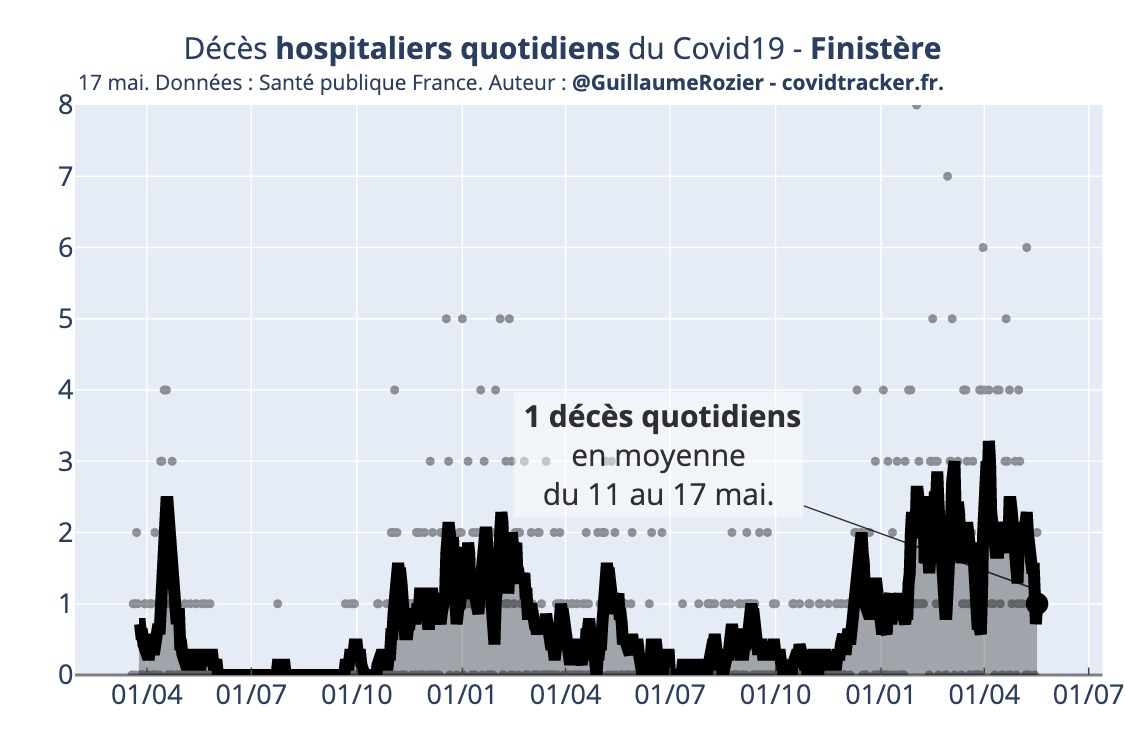 Décès hospitaliers quotidiens du Covid19 - Finistère
17 mai. Données : Santé publique France. Auteur : @GuillaumeRozier - covidtracker.fr.
8
7
6
5
4
3
2
1
0
1 décès quotidiens
en moyenne
du 11 au 17 mai.
01/04 01/07 01/10 01/01 01/04 01/07 01/10 01/01 01/04 01/07